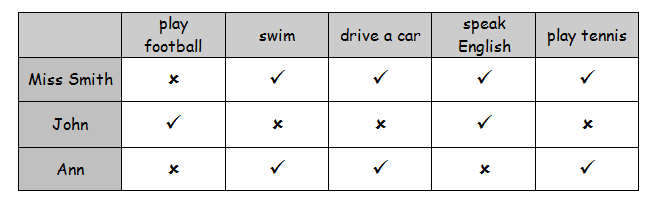 play football swim drive a car speak English play tennis
Miss Smith ✗ ✓ ✓ ✓ ✓
John ✓ ✗ ✗ ✓ ✗
Ann ✗ ✓ ✓ ✗ ✓